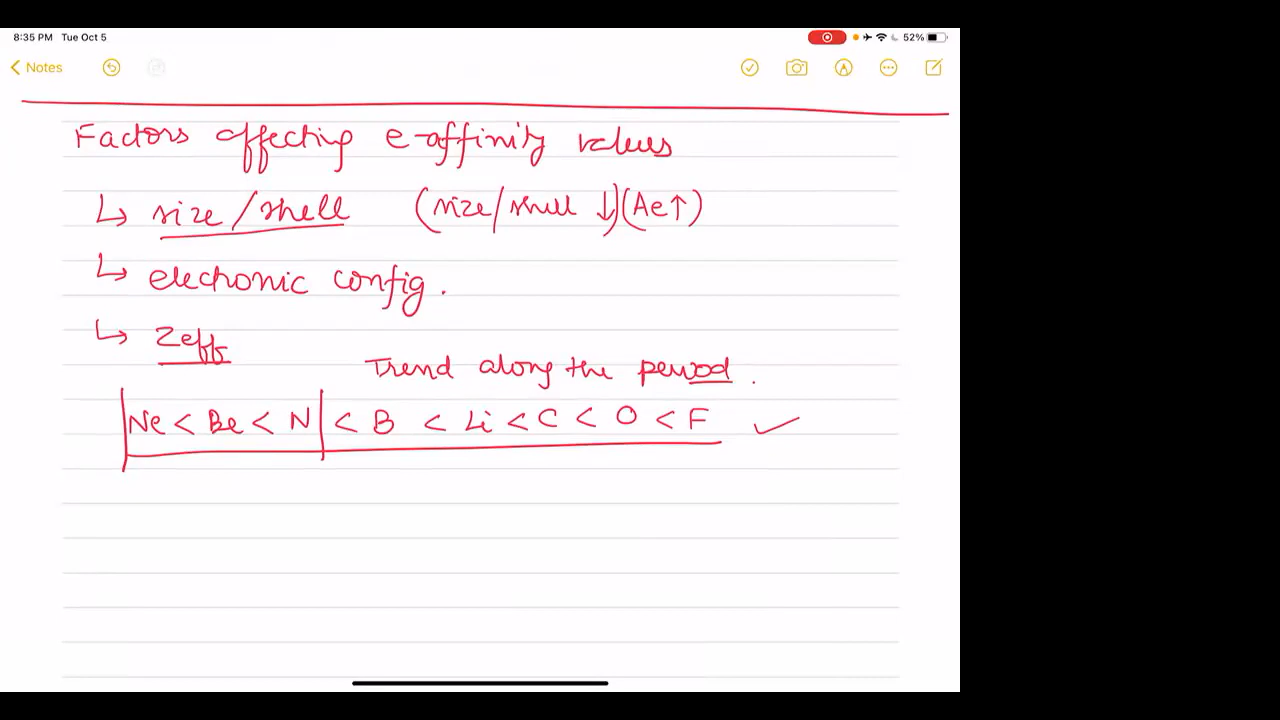 8:35 PM Tue Oct 5 52%
Notes
Factors affecting e-affinity values
↳ size/shell (size/shell ↓)(Ae↑)
↳ electronic config.
↳ Zeff
Trend along the period.
Ne < Be < N < B < Li < C < O < F ✓